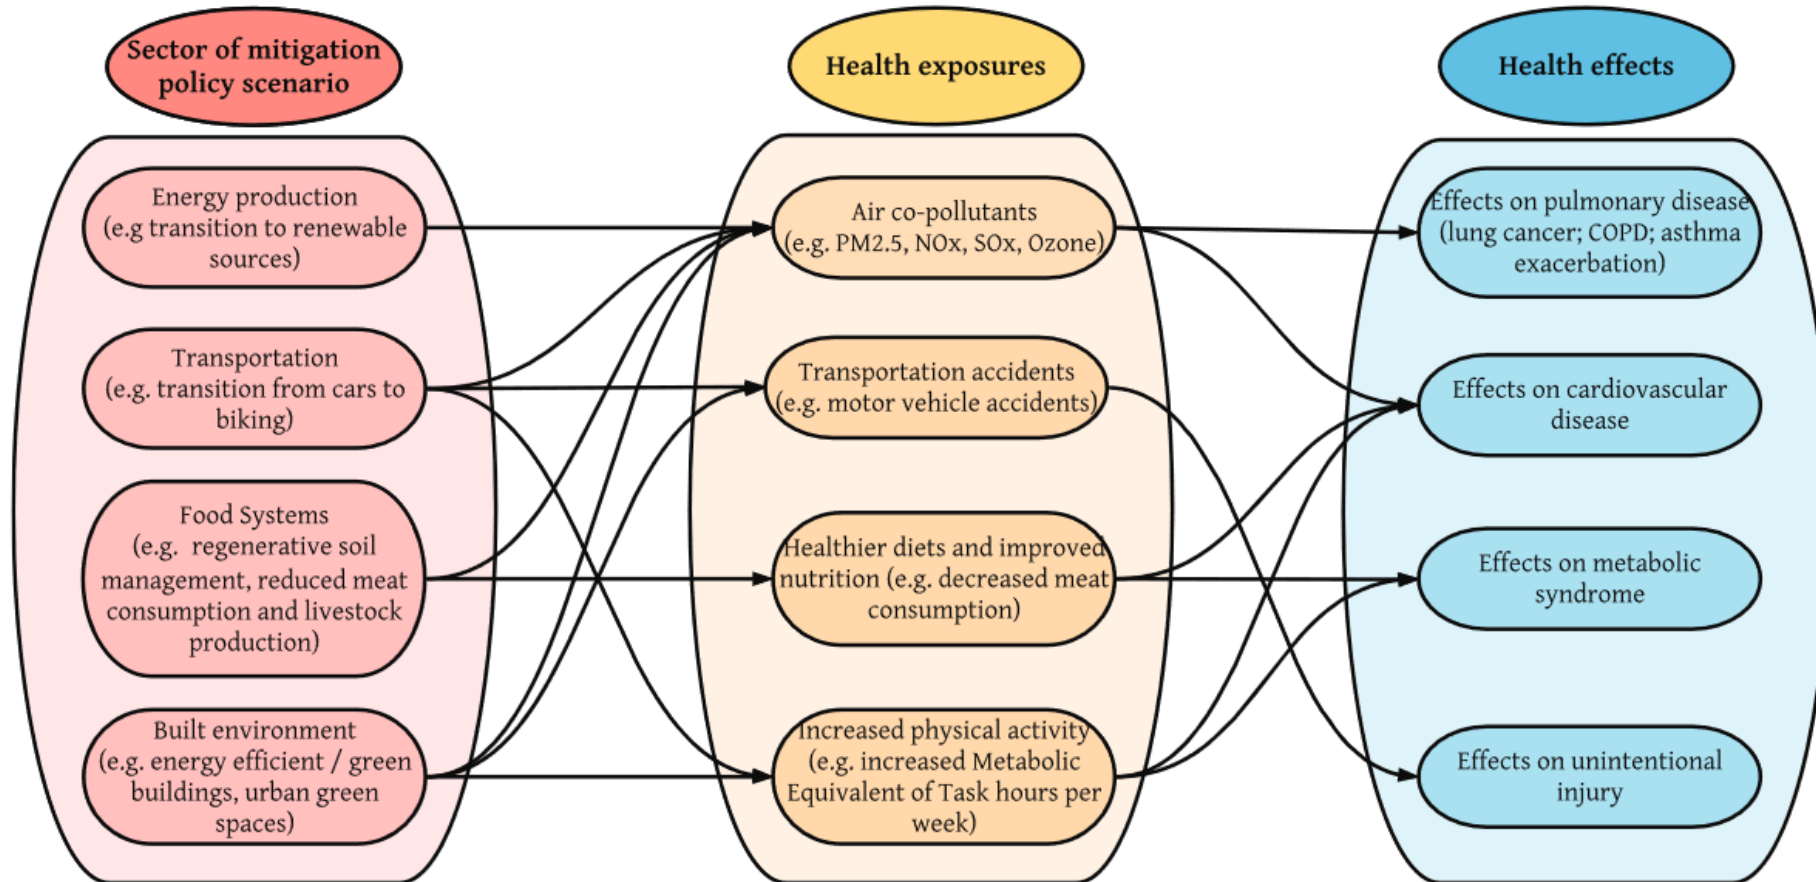 Sector of mitigation
policy scenario
Energy production
(e.g transition to renewable
sources)
Transportation
(e.g. transition from cars to
biking)
Food Systems
(e.g.  regenerative soil
management, reduced meat
consumption and livestock
production)
Built environment
(e.g. energy efficient / green
buildings, urban green
spaces)
Health exposures
Air co-pollutants
(e.g. PM2.5, NOx, SOx, Ozone)
Transportation accidents
(e.g. motor vehicle accidents)
Healthier diets and improved
nutrition (e.g. decreased meat
consumption)
Increased physical activity
(e.g. increased Metabolic
Equivalent of Task hours per
week)
Health effects
Effects on pulmonary disease
(lung cancer; COPD; asthma
exacerbation)
Effects on cardiovascular
disease
Effects on metabolic
syndrome
Effects on unintentional
injury